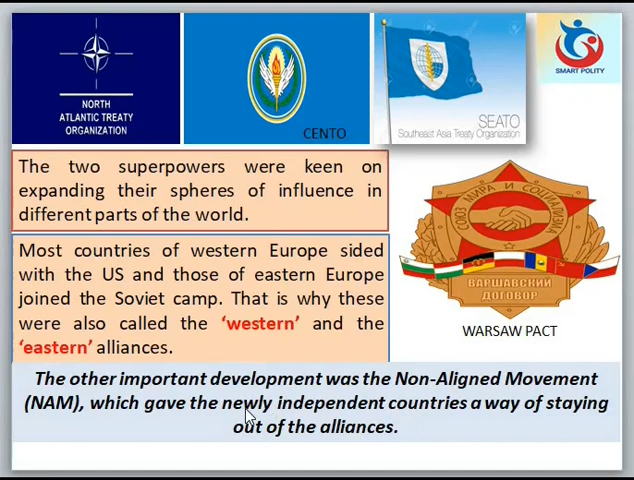 NORTH
ATLANTIC TREATY
ORGANIZATION
CENTO
SEATO
Southeast Asia Treaty Organization
SMART POLITY
The two superpowers were keen on
expanding their spheres of influence in
different parts of the world.
Most countries of western Europe sided
with the US and those of eastern Europe
joined the Soviet camp. That is why these
were also called the ‘western’ and the
‘eastern’ alliances.
СОЮЗ МИРА И СОЦИАЛИЗМА
ВАРШАВСКИЙ
ДОГОВОР
WARSAW PACT
The other important development was the Non-Aligned Movement
(NAM), which gave the newly independent countries a way of staying
out of the alliances.